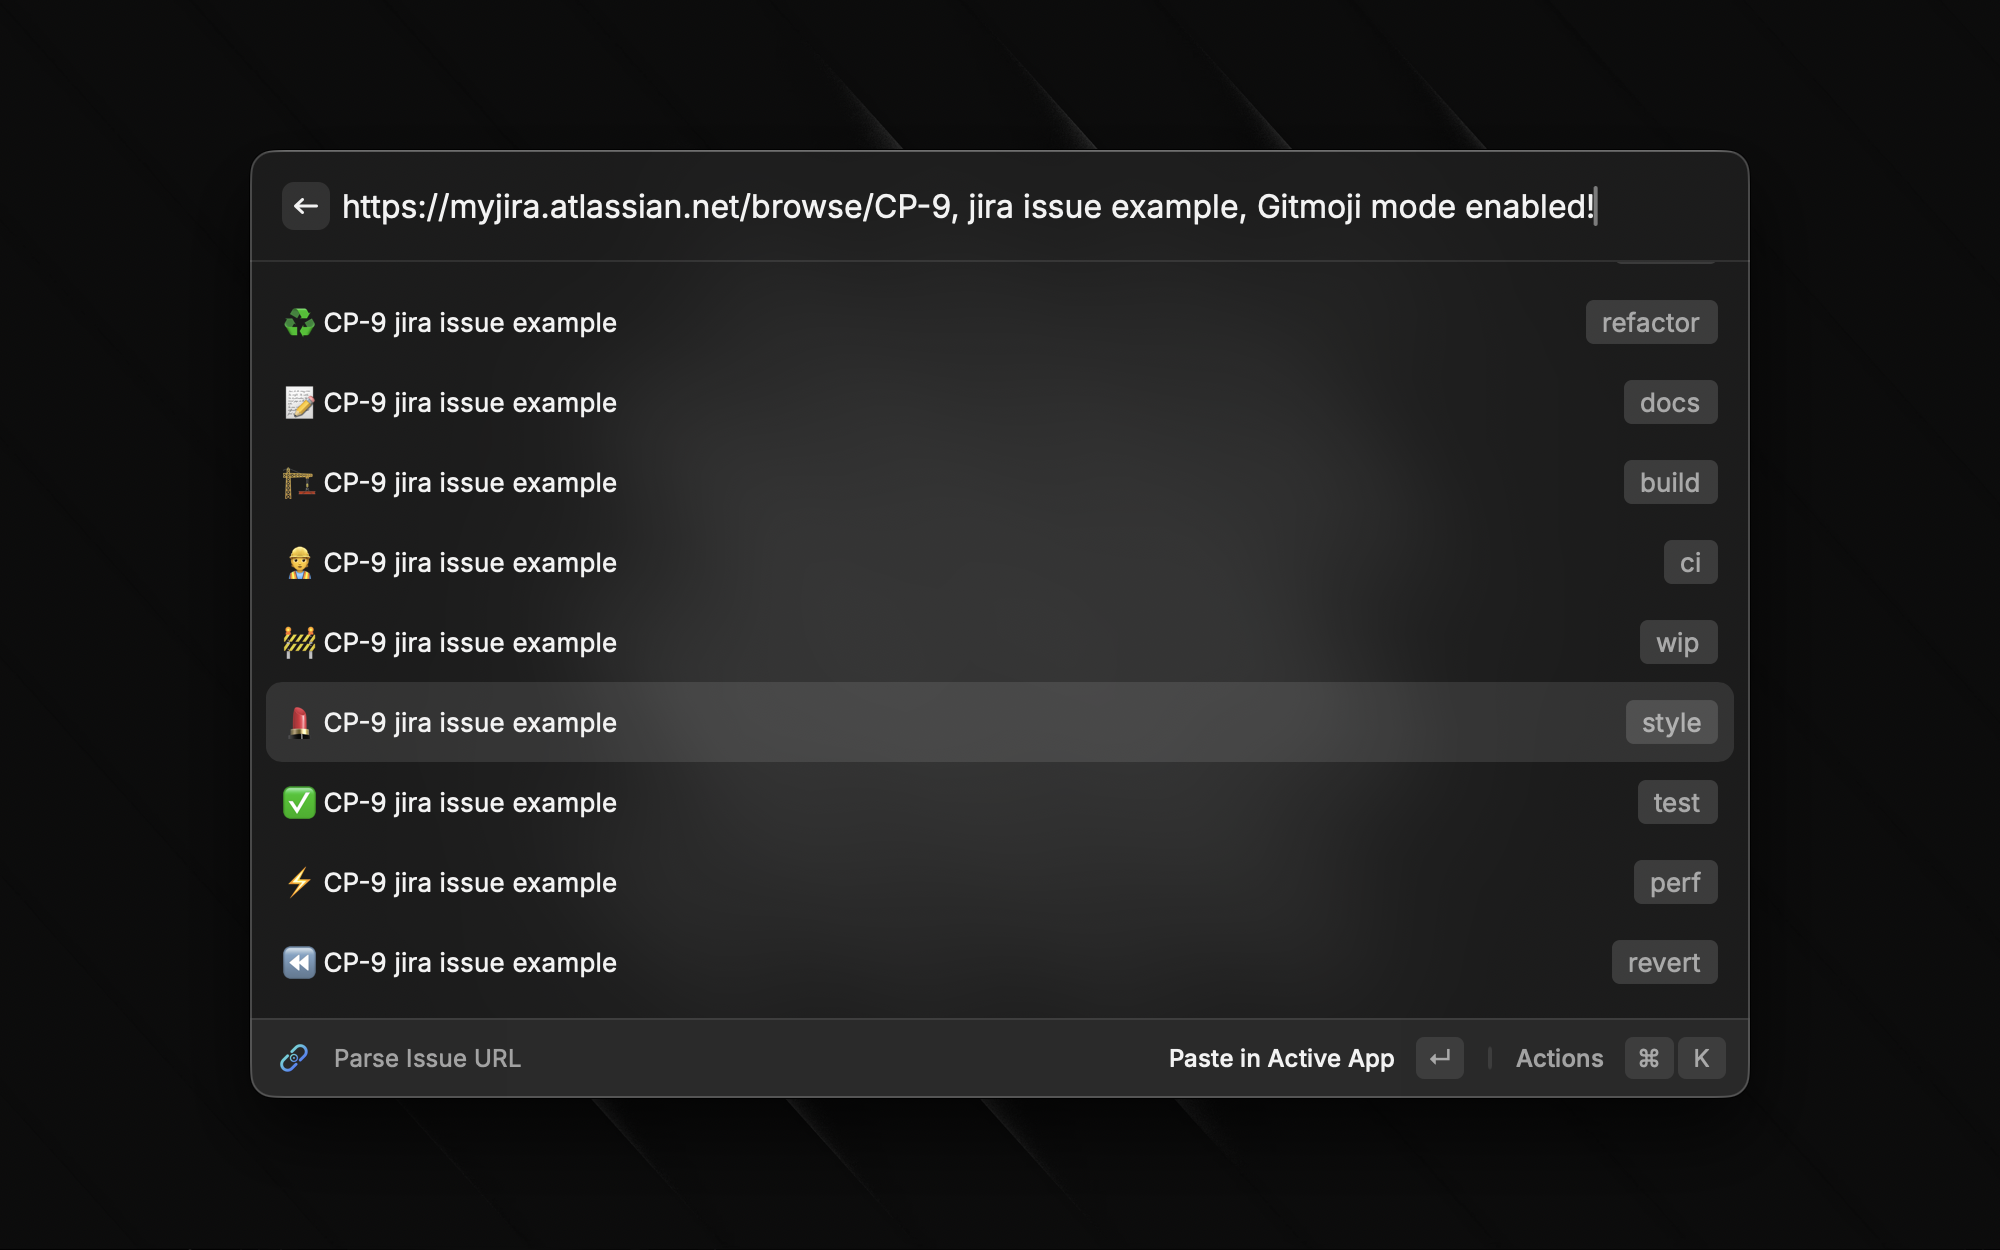 https://myjira.atlassian.net/browse/CP-9, jira issue example, Gitmoji mode enabled!
CP-9 jira issue example refactor
CP-9 jira issue example docs
CP-9 jira issue example build
CP-9 jira issue example ci
CP-9 jira issue example wip
CP-9 jira issue example style
CP-9 jira issue example test
CP-9 jira issue example perf
CP-9 jira issue example revert
Parse Issue URL Paste in Active App Actions ⌘ K